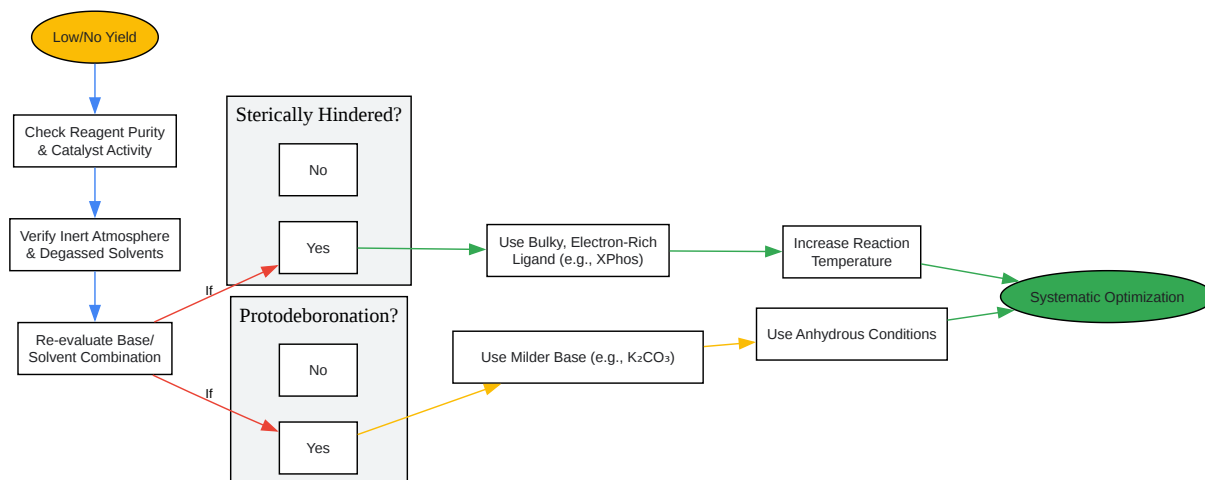 Low/No Yield
Check Reagent Purity
& Catalyst Activity
Verify Inert Atmosphere
& Degassed Solvents
Re-evaluate Base/
Solvent Combination
If
If
Sterically Hindered?
No
Yes
Protodeboronation?
No
Yes
Use Bulky, Electron-Rich
Ligand (e.g., XPhos)
Increase Reaction
Temperature
Use Milder Base (e.g., K₂CO₃)
Use Anhydrous Conditions
Systematic Optimization